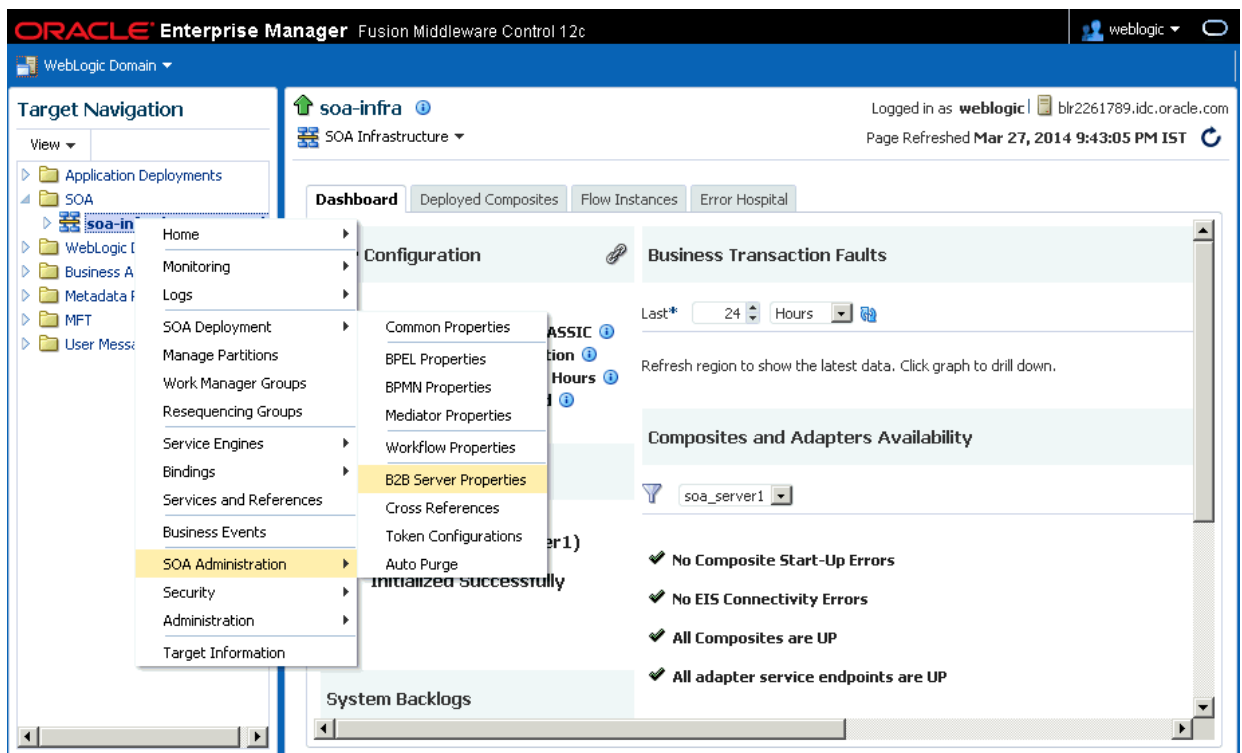 ORACLE Enterprise Manager Fusion Middleware Control 12c
weblogic
WebLogic Domain
Target Navigation
View
Application Deployments
SOA
soa-in
WebLogic D
Business A
Metadata R
MFT
User Messa
soa-infra
SOA Infrastructure
Logged in as weblogic
blr2261789.idc.oracle.com
Page Refreshed Mar 27, 2014 9:43:05 PM IST
Dashboard
Deployed Composites
Flow Instances
Error Hospital
Home
Monitoring
Logs
SOA Deployment
Manage Partitions
Work Manager Groups
Resequencing Groups
Service Engines
Bindings
Services and References
Business Events
SOA Administration
Security
Administration
Target Information
Common Properties
BPEL Properties
BPMN Properties
Mediator Properties
Workflow Properties
B2B Server Properties
Cross References
Token Configurations
Auto Purge
Configuration
ASSIC
tion
Hours
er1)
Initialized Successfully
System Backlogs
Business Transaction Faults
Last* 24 Hours
Refresh region to show the latest data. Click graph to drill down.
Composites and Adapters Availability
soa_server1
No Composite Start-Up Errors
No EIS Connectivity Errors
All Composites are UP
All adapter service endpoints are UP